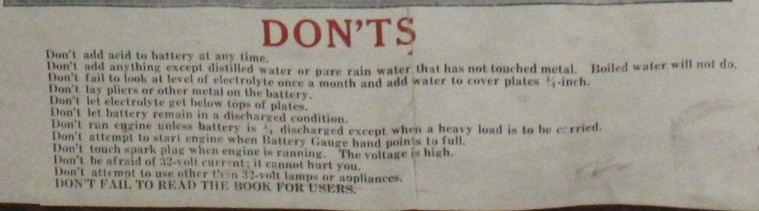 DON'TS
Don't add acid to battery at any time.
Don't add anything except distilled water or pure rain water that has not touched metal. Boiled water will not do.
Don't fail to look at level of electrolyte once a month and add water to cover plates ¾-inch.
Don't lay pliers or other metal on the battery.
Don't let electrolyte get below tops of plates.
Don't let battery remain in a discharged condition.
Don't run engine unless battery is discharged except when a heavy load is to be carried.
Don't attempt to start engine when Battery Gauge hand points to full.
Don't touch spark plug when engine is running. The voltage is high.
Don't be afraid of 32-volt current; it cannot hurt you.
Don't attempt to use other than 32-volt lamps or appliances.
DON'T FAIL TO READ THE BOOK FOR USERS.